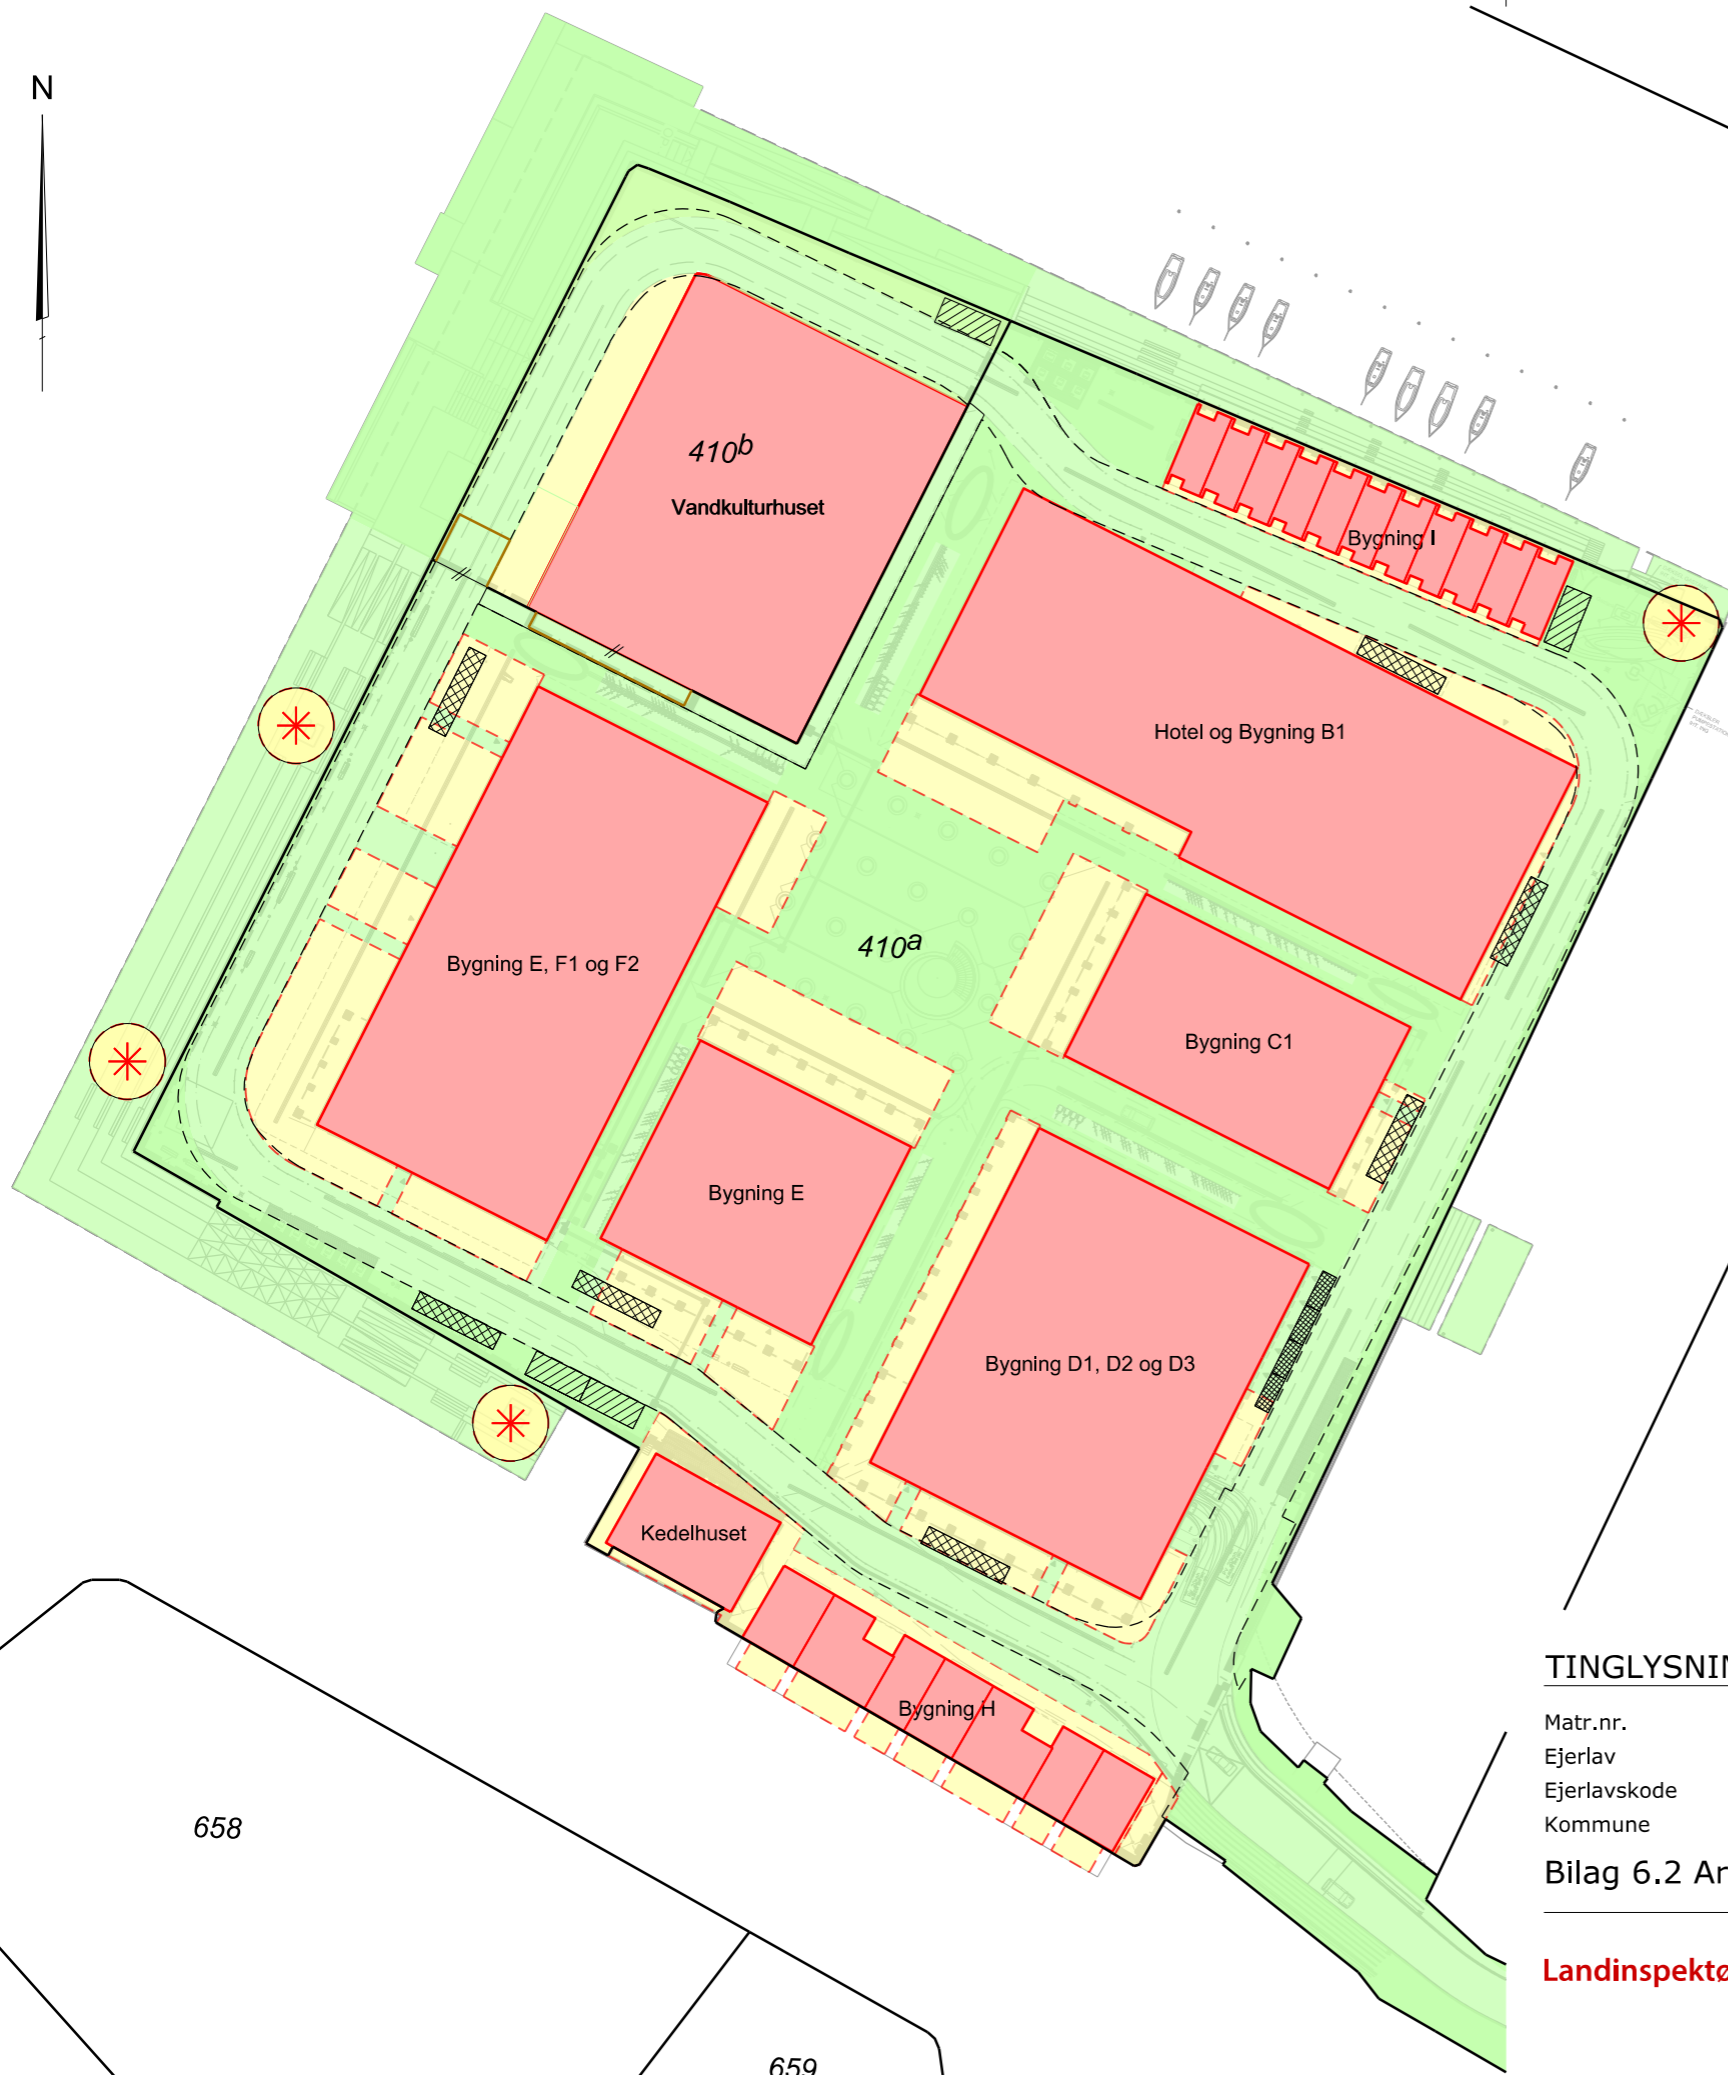 N
410b
Vandkulturhuset
Bygning I
Hotel og Bygning B1
410a
Bygning E, F1 og F2
Bygning C1
Bygning E
Bygning D1, D2 og D3
Kedelhuset
Bygning H
658
659
TINGLYSNIN
Matr.nr.
Ejerlav
Ejerlavskode
Kommune
Bilag 6.2 Ar
Landinspektø